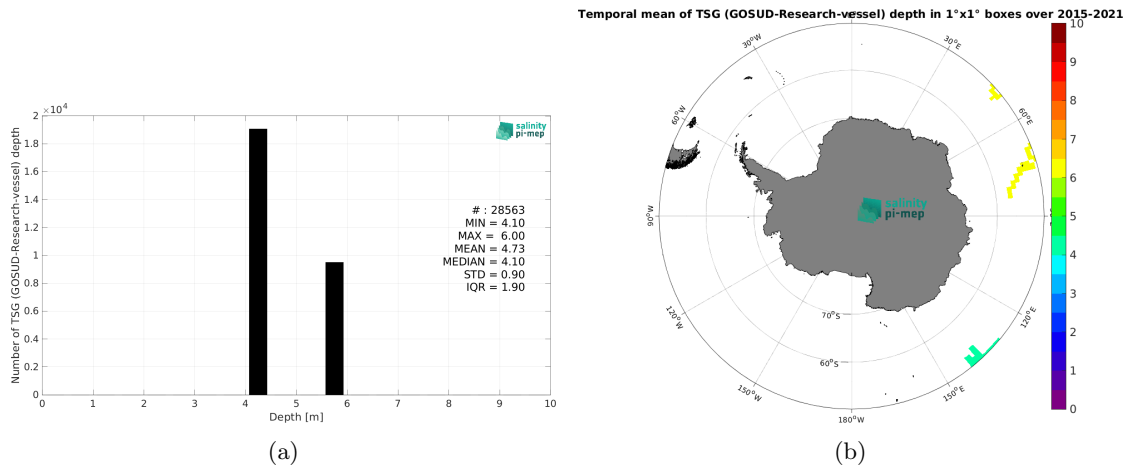 ×10⁴
2
1.8
1.6
1.4
1.2
1
0.8
0.6
0.4
0.2
0
Number of TSG (GOSUD-Research-vessel) depth
salinity
pi-mep
# : 28563
MIN = 4.10
MAX = 6.00
MEAN = 4.73
MEDIAN = 4.10
STD = 0.90
IQR = 1.90
0 1 2 3 4 5 6 7 8 9 10
Depth [m]
(a)
Temporal mean of TSG (GOSUD-Research-vessel) depth in 1°x1° boxes over 2015-2021
30°W
30°E
60°W
60°E
90°W
120°W
120°E
150°W
150°E
180°W
70°S
60°S
salinity
pi-mep
10
9
8
7
6
5
4
3
2
1
0
(b)